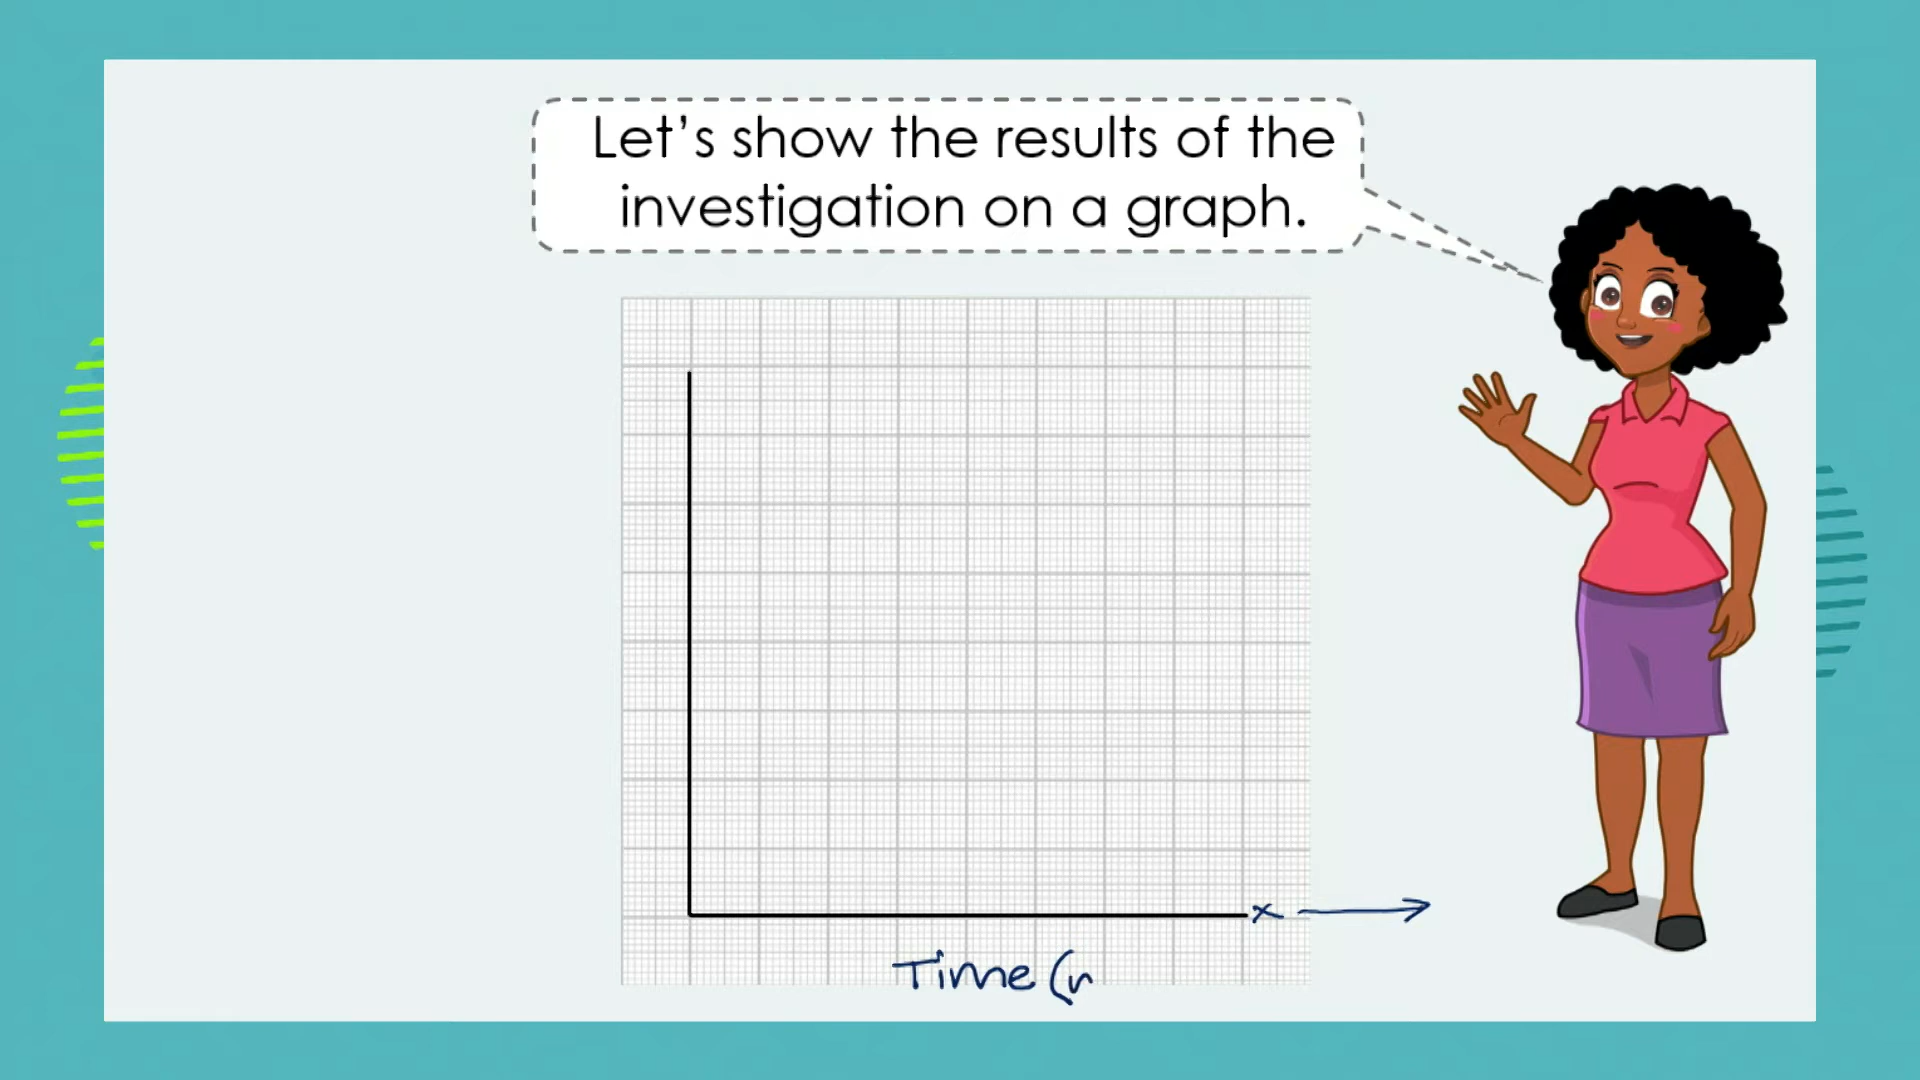 Let's show the results of the
investigation on a graph.
x
Time (m